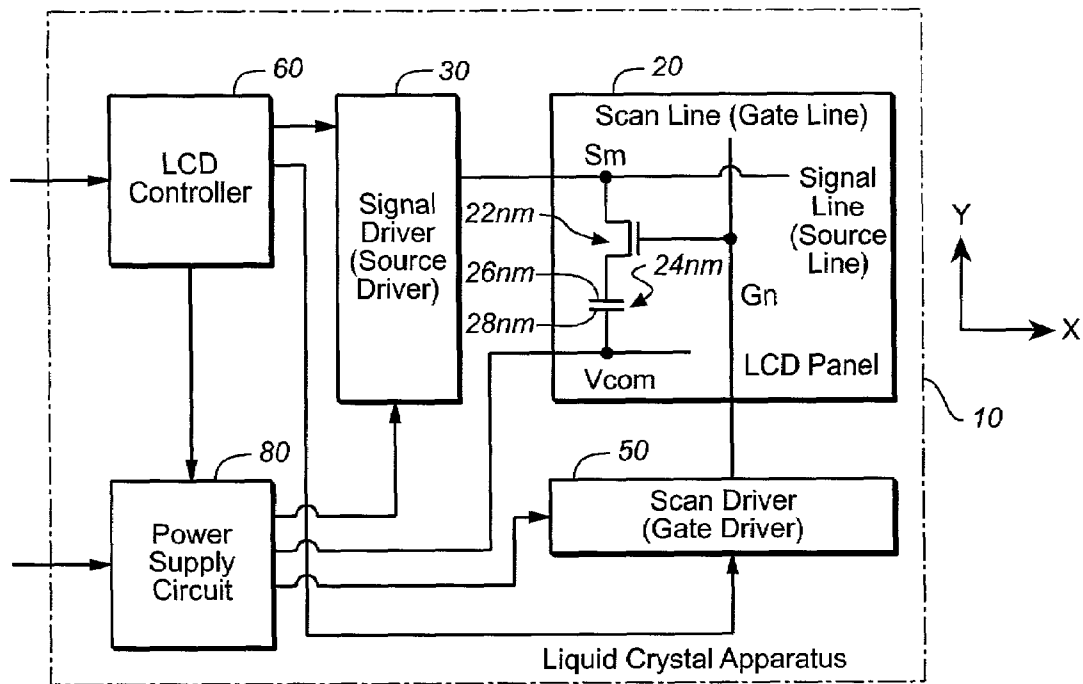 60
30
20
LCD
Controller
Signal
Driver
(Source
Driver)
Scan Line (Gate Line)
Sm
Signal
Line
(Source
Line)
22nm
26nm
24nm
28nm
Gn
Vcom
LCD Panel
Y
X
10
80
Power
Supply
Circuit
50
Scan Driver
(Gate Driver)
Liquid Crystal Apparatus